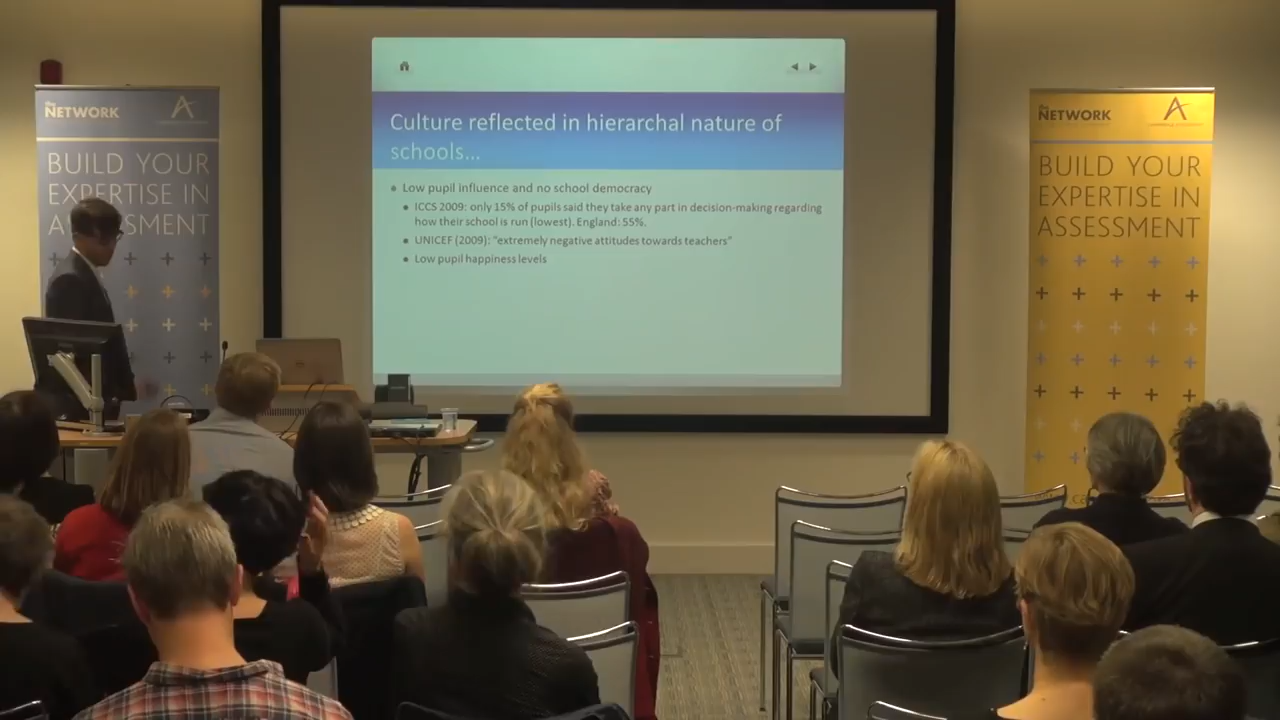 the
NETWORK
BUILD YOUR
EXPERTISE IN
ASSESSMENT
Culture reflected in hierarchal nature of
schools…
• Low pupil influence and no school democracy
• ICCS 2009: only 15% of pupils said they take any part in decision-making regarding
how their school is run (lowest). England: 55%.
• UNICEF (2009): "extremely negative attitudes towards teachers"
• Low pupil happiness levels
the
NETWORK
BUILD YOUR
EXPERTISE IN
ASSESSMENT